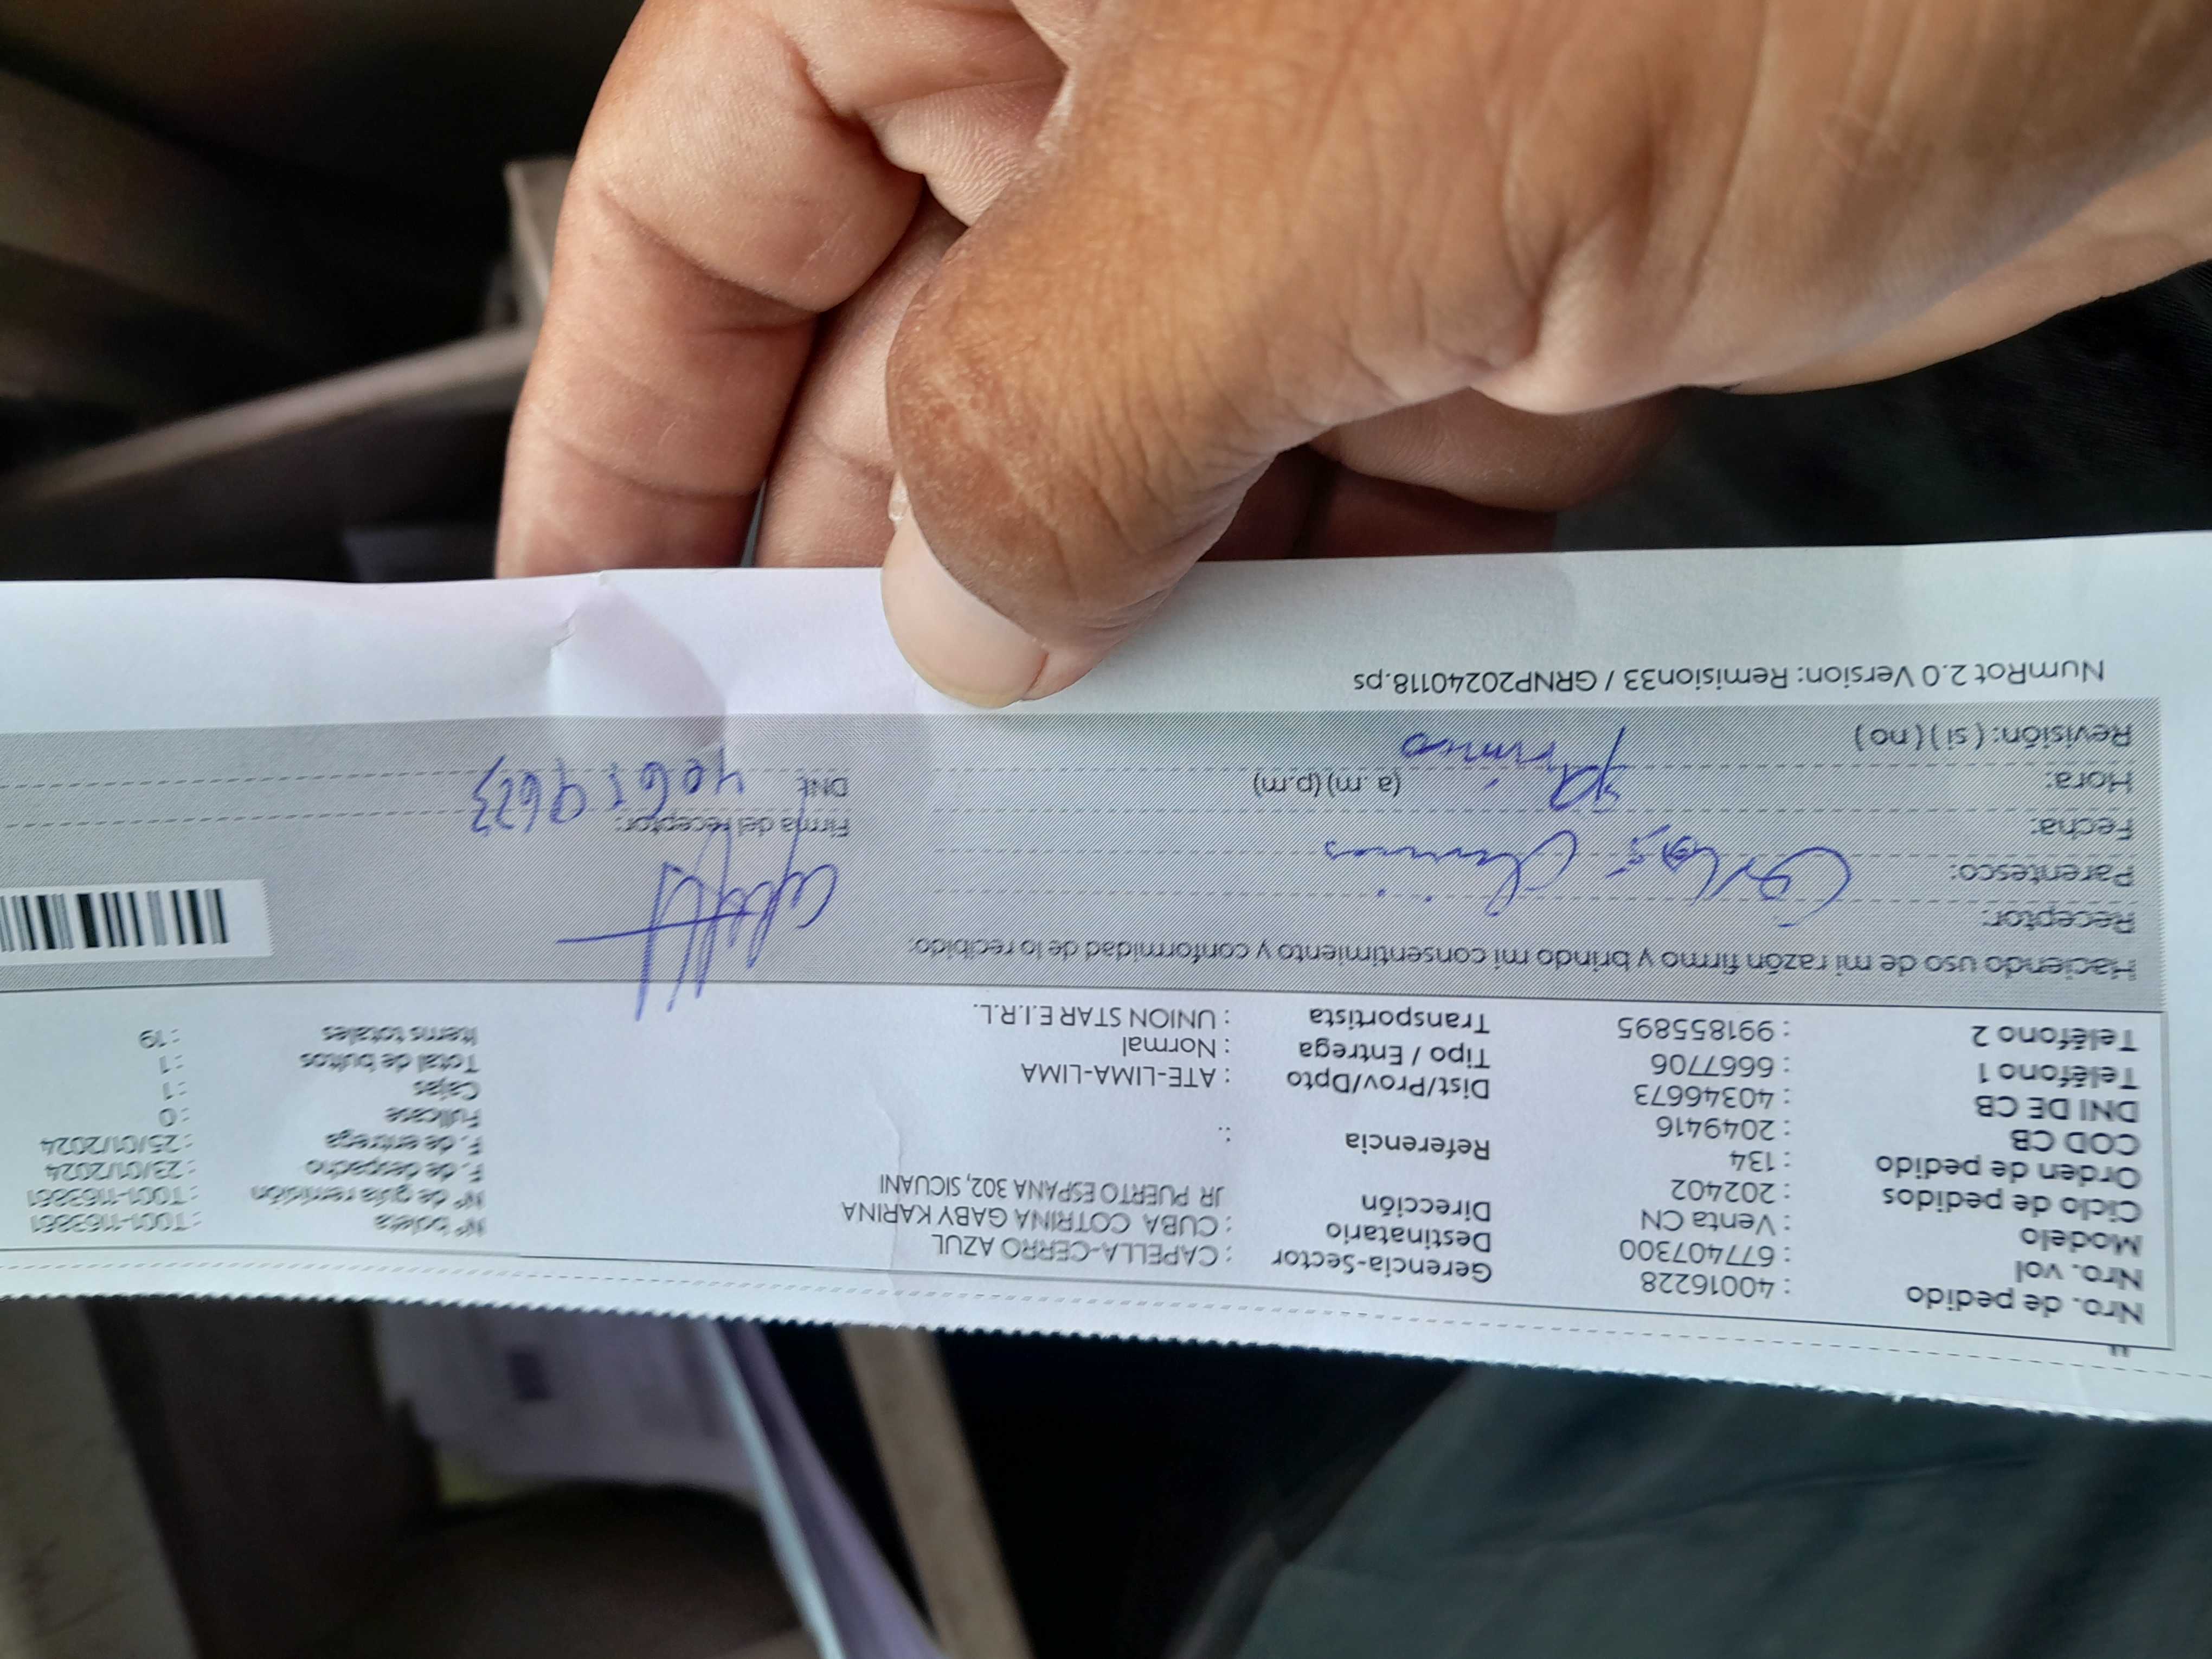 Nro. de pedido : 40016228 Gerencia-Sector : CAPELLA-CERRO AZUL Nº boleta : T001-1163861
Nro. vol : 677407300 Destinatario : CUBA COTRINA GABY KARINA Nº de guía remisión : T001-1163861
Modelo : Venta CN Dirección JR PUERTO ESPANA 302, SICUANI F. de despacho : 23/01/2024
Ciclo de pedidos : 202402 F. de entrega : 25/01/2024
Orden de pedido : 134 Referencia : Fullcase : 0
COD CB : 2049416 Cajas : 1
DNI DE CB : 40346673 Dist/Prov/Dpto : ATE-LIMA-LIMA Total de bultos : 1
Teléfono 1 : 6667706 Tipo / Entrega : Normal Items totales : 19
Teléfono 2 : 991855895 Transportista : UNION STAR E.I.R.L.
Haciendo uso de mi razón firmo y brindo mi consentimiento y conformidad de lo recibido:
Receptor:
Parentesco:
Fecha: Firma del receptor:
Hora: (a.m) (p.m) DNI:
Primo
Revisión: ( si ) ( no )
NumRot 2.0 Version: Remision33 / GRNP20240118.ps